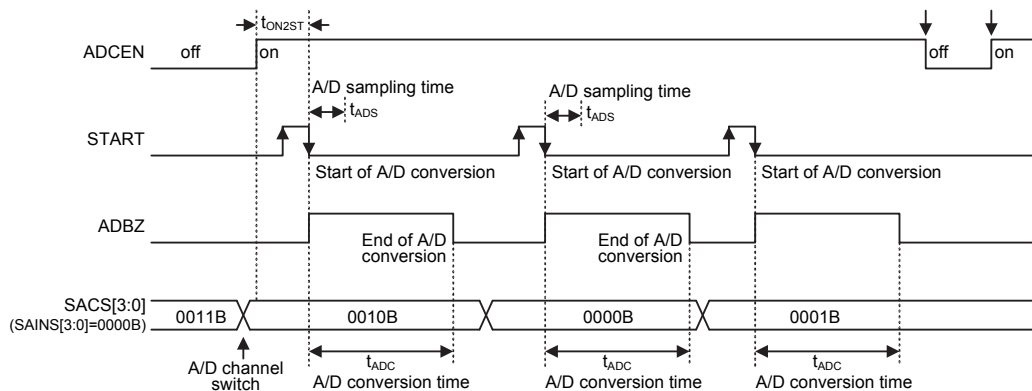 tON2ST
ADCEN off on off on
A/D sampling time A/D sampling time
tADS tADS
START
Start of A/D conversion Start of A/D conversion Start of A/D conversion
ADBZ
End of A/D conversion End of A/D conversion
SACS[3:0]
(SAINS[3:0]=0000B)
0011B 0010B 0000B 0001B
A/D channel switch
tADC tADC tADC
A/D conversion time A/D conversion time A/D conversion time